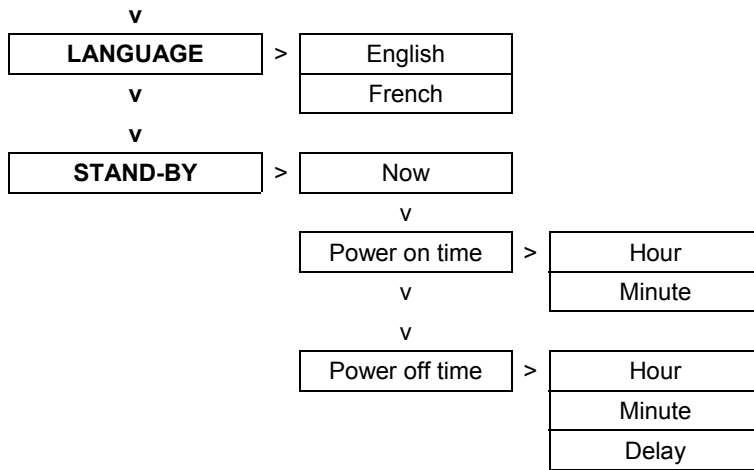 v
LANGUAGE > English
v French
v
STAND-BY > Now
v
Power on time > Hour
v Minute
v
Power off time > Hour
Minute
Delay